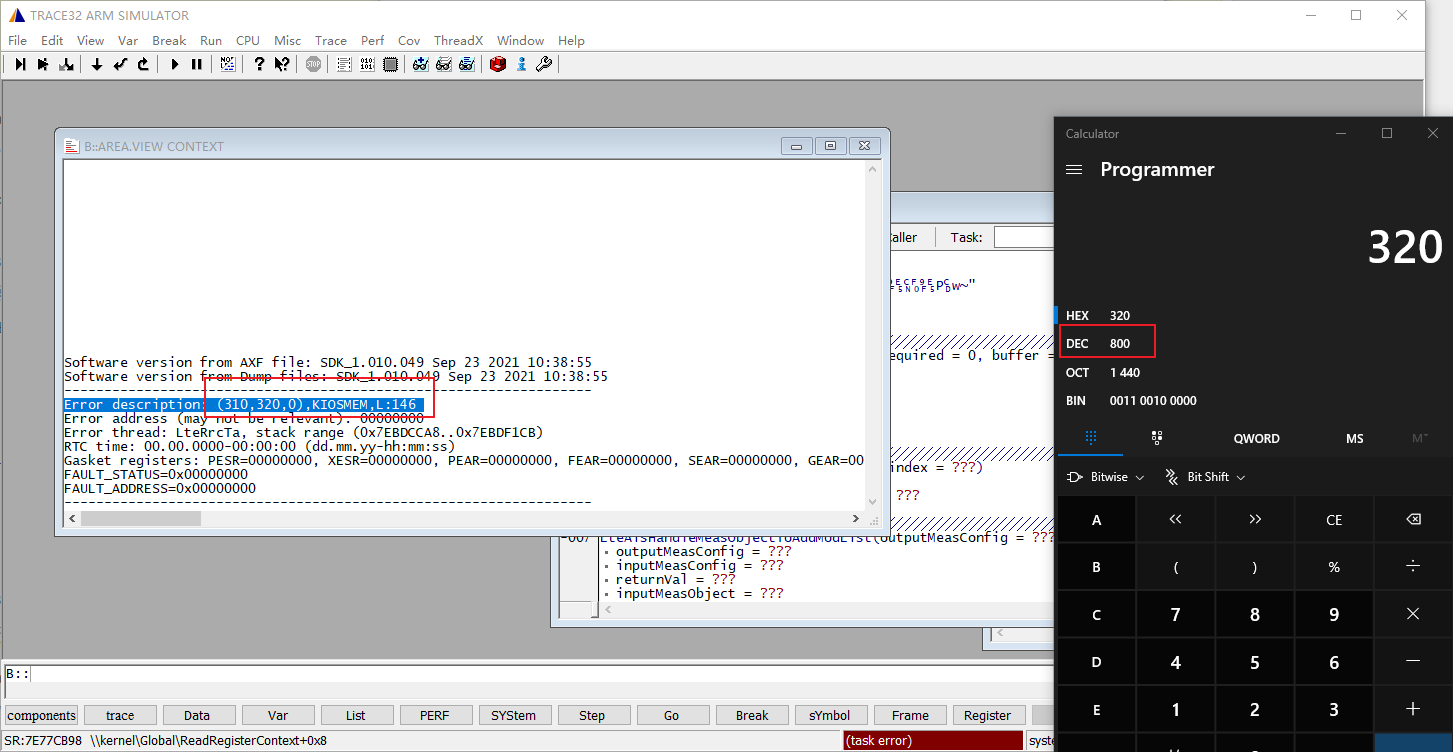 TRACE32 ARM SIMULATOR
File Edit View Var Break Run CPU Misc Trace Perf Cov ThreadX Window Help
B::AREA.VIEW CONTEXT
Software version from AXF file: SDK_1.010.049 Sep 23 2021 10:38:55
Software version from Dump files: SDK_1.010.049 Sep 23 2021 10:38:55
Error description: (310,320,0),KIOSMEM,L:146
Error address (may not be relevant): 00000000
Error thread: LteRrcTa, stack range (0x7EBDCCA8..0x7EBDF1CB)
RTC time: 00.00.0000-00:00:00 (dd.mm.yy-hh:mm:ss)
Gasket registers: PESR=00000000, XESR=00000000, PEAR=00000000, FEAR=00000000, SEAR=00000000, GEAR=00
FAULT_STATUS=0x00000000
FAULT_ADDRESS=0x00000000
Task:
equired = 0, buffer =
index = ???)
???
LteAisHandleMeasObjectToAddModList(outputMeasConfig = ???
outputMeasConfig = ???
inputMeasConfig = ???
returnVal = ???
inputMeasObject = ???
B::
components trace Data Var List PERF SYStem Step Go Break sYmbol Frame Register
SR:7E77CB98 \\kernel\Global\ReadRegisterContext+0x8 (task error) syste
Calculator
Programmer
320
HEX 320
DEC 800
OCT 1 440
BIN 0011 0010 0000
QWORD MS M
Bitwise Bit Shift
A << >> CE
B ( ) % ÷
C 7 8 9 ×
D 4 5 6 −
E 1 2 3 +